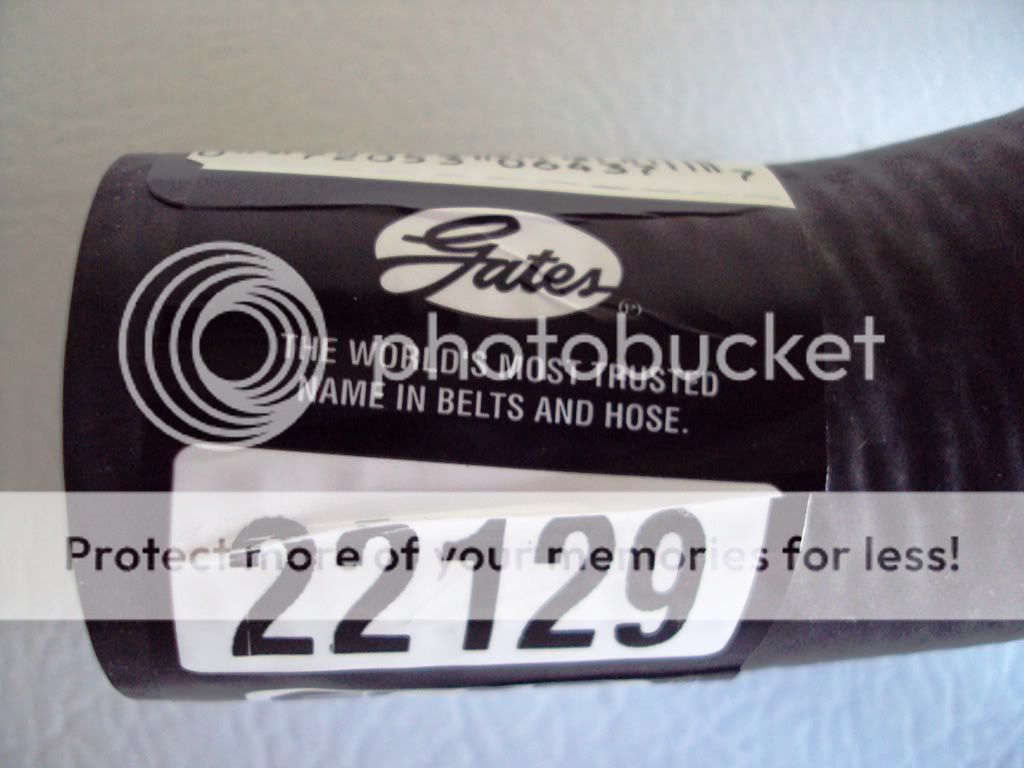 Gates
®
THE WORLD'S MOST TRUSTED
NAME IN BELTS AND HOSE.
photobucket
22129
Protect more of your memories for less!